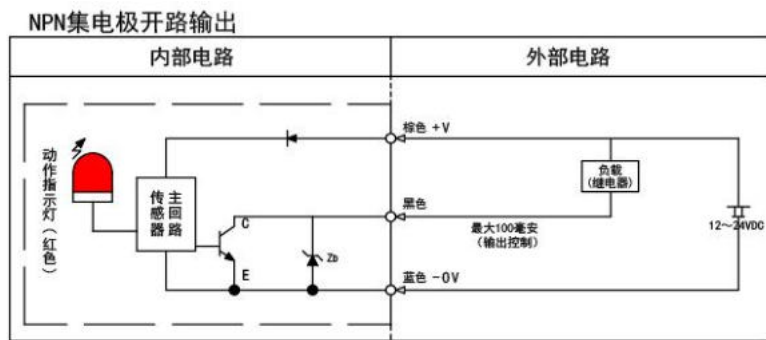 NPN集电极开路输出
内部电路
外部电路
动作指示灯(红色)
传感器
主回路
C
E
Zb
棕色 +V
黑色
蓝色 -0V
负载
(继电器)
最大100毫安
(输出控制)
12~24VDC